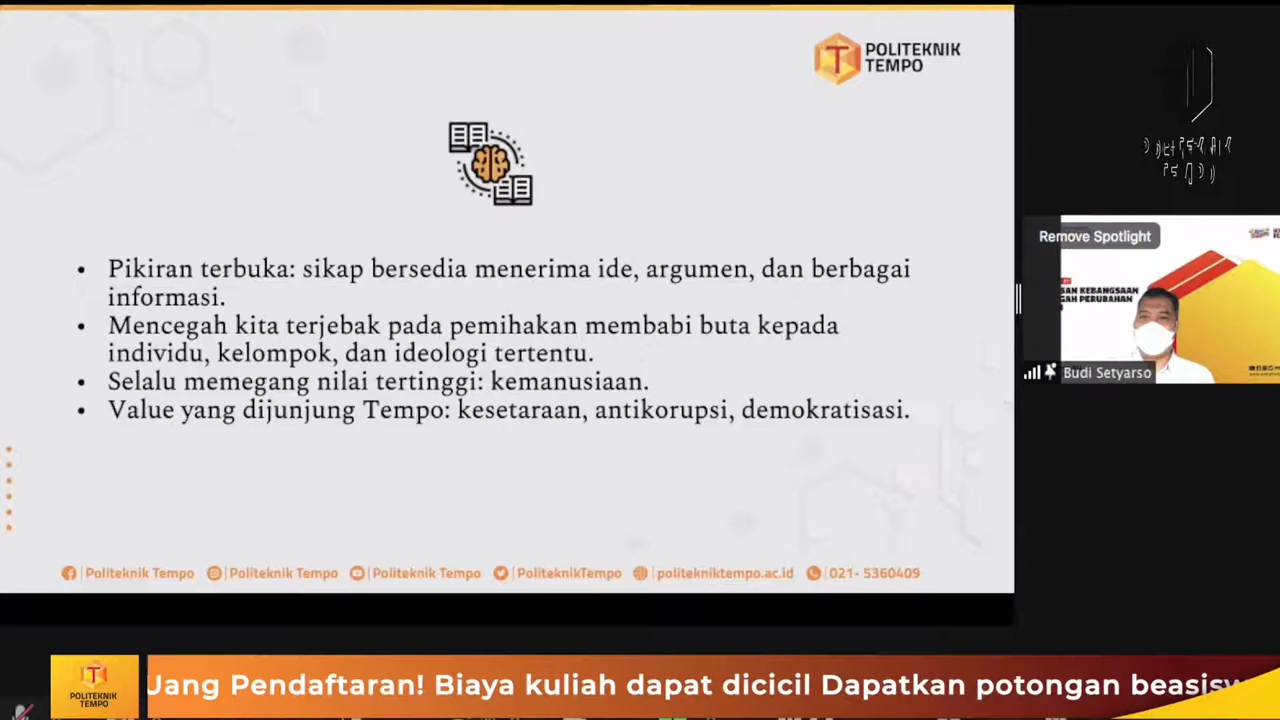 POLITEKNIK
TEMPO
• Pikiran terbuka: sikap bersedia menerima ide, argumen, dan berbagai
informasi.
• Mencegah kita terjebak pada pemihakan membabi buta kepada
individu, kelompok, dan ideologi tertentu.
• Selalu memegang nilai tertinggi: kemanusiaan.
• Value yang dijunjung Tempo: kesetaraan, antikorupsi, demokratisasi.
Politeknik Tempo Politeknik Tempo Politeknik Tempo PoliteknikTempo politekniktempo.ac.id 021- 5360409
Remove Spotlight
KEBANGSAAN
PERUBAHAN
Budi Setyarso
POLITEKNIK
TEMPO
Uang Pendaftaran! Biaya kuliah dapat dicicil Dapatkan potongan